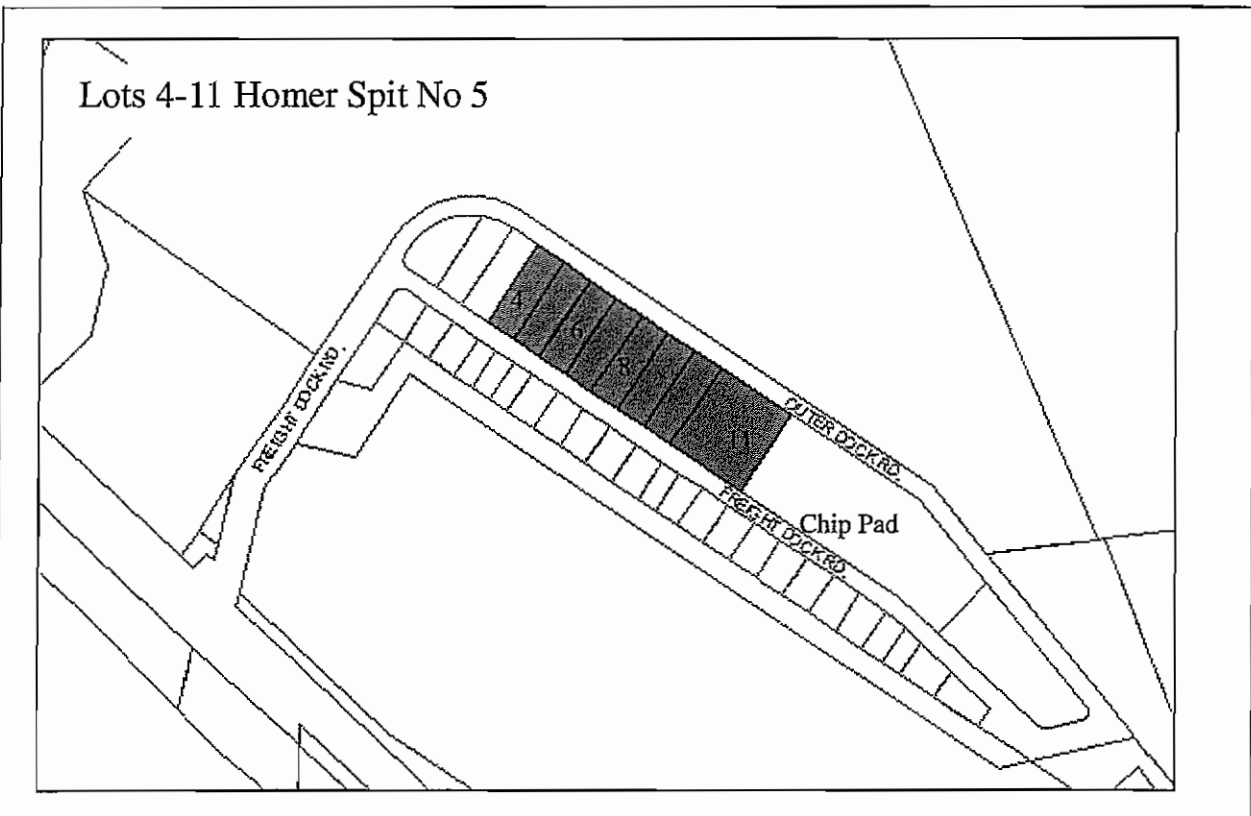 Lots 4-11 Homer Spit No 5
4
6
8
11
OUTER DOCK RD.
FREIGHT DOCK RD.
FREIGHT DOCK RD.
Chip Pad